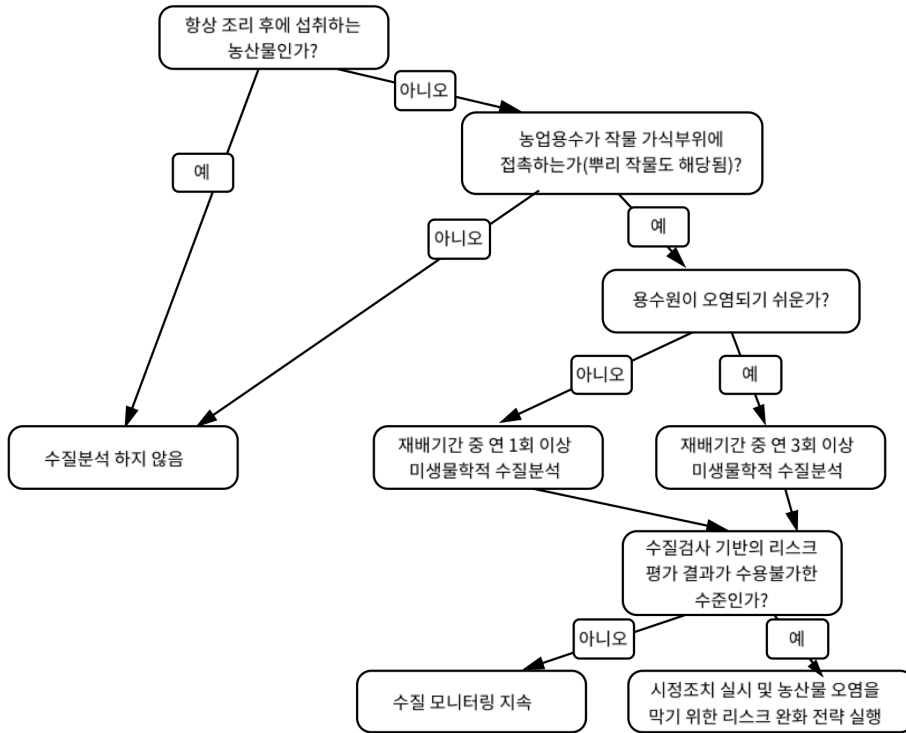 항상 조리 후에 섭취하는
농산물인가?
아니오
농업용수가 작물 가식부위에
접촉하는가(뿌리 작물도 해당됨)?
예
아니오
예
용수원이 오염되기 쉬운가?
아니오
예
수질분석 하지 않음
재배기간 중 연 1회 이상
미생물학적 수질분석
재배기간 중 연 3회 이상
미생물학적 수질분석
수질검사 기반의 리스크
평가 결과가 수용불가한
수준인가?
아니오
예
수질 모니터링 지속
시정조치 실시 및 농산물 오염을
막기 위한 리스크 완화 전략 실행